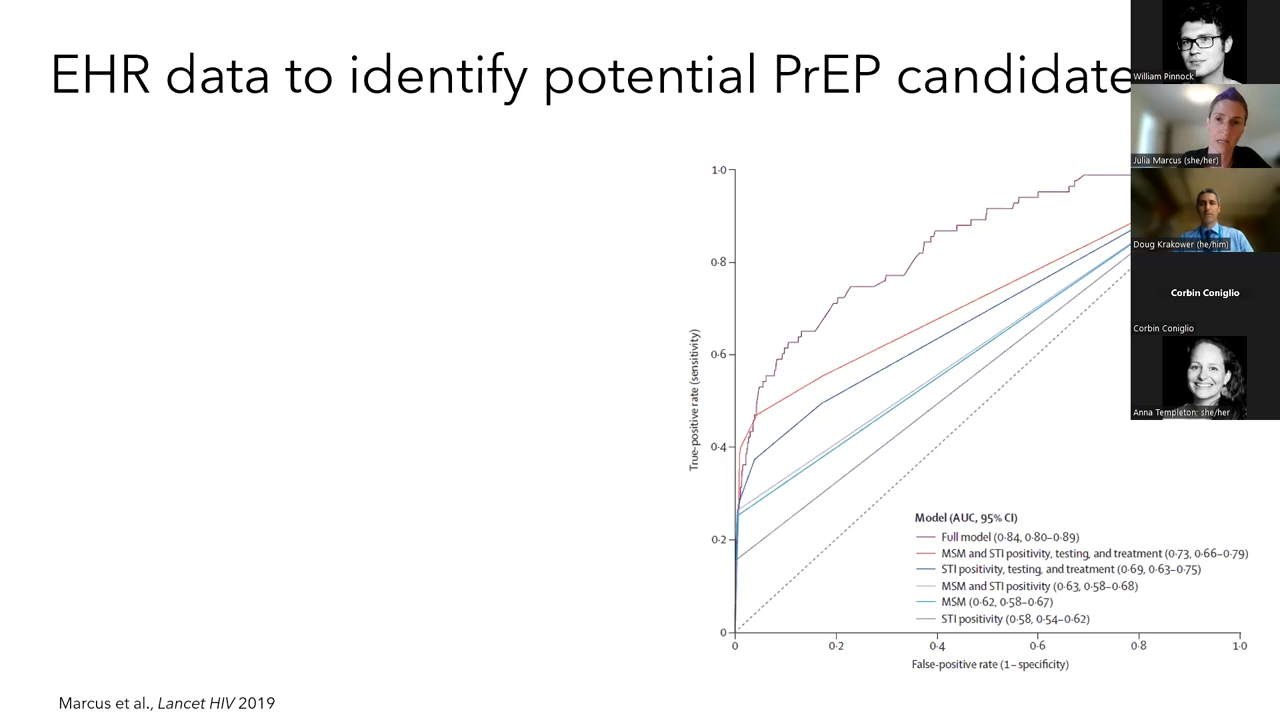 EHR data to identify potential PrEP candidate
William Pinnock
Julia Marcus (she/her)
Doug Krakower (he/him)
Corbin Coniglio
Corbin Coniglio
Anna Templeton: she/her
1·0
0·8
0·6
0·4
0·2
0
True-positive rate (sensitivity)
Model (AUC, 95% CI)
Full model (0·84, 0·80–0·89)
MSM and STI positivity, testing, and treatment (0·73, 0·66–0·79)
STI positivity, testing, and treatment (0·69, 0·63–0·75)
MSM and STI positivity (0·63, 0·58–0·68)
MSM (0·62, 0·58–0·67)
STI positivity (0·58, 0·54–0·62)
0 0·2 0·4 0·6 0·8 1·0
False-positive rate (1 – specificity)
Marcus et al., Lancet HIV 2019